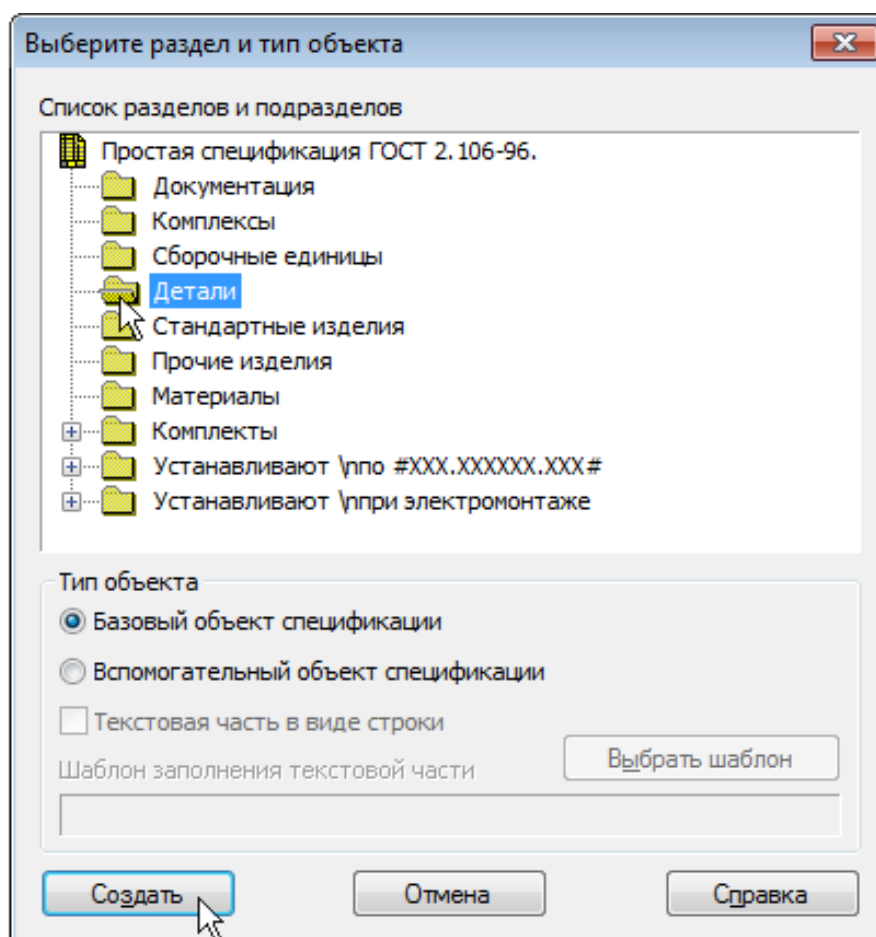 Выберите раздел и тип объекта
Список разделов и подразделов
Простая спецификация ГОСТ 2.106-96.
Документация
Комплексы
Сборочные единицы
Детали
Стандартные изделия
Прочие изделия
Материалы
Комплекты
Устанавливают \nпо #XXX.XXXXXX.XXX#
Устанавливают \nпри электромонтаже
Тип объекта
Базовый объект спецификации
Вспомогательный объект спецификации
Текстовая часть в виде строки
Шаблон заполнения текстовой части
Выбрать шаблон
Создать Отмена Справка